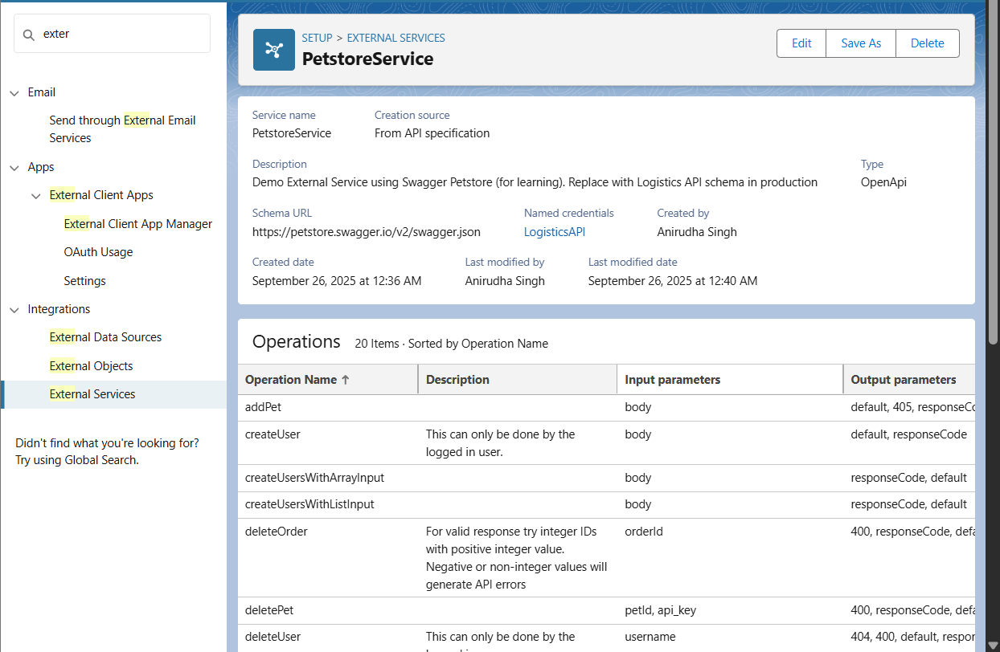 exter
Email
Send through External Email
Services
Apps
External Client Apps
External Client App Manager
OAuth Usage
Settings
Integrations
External Data Sources
External Objects
External Services
Didn't find what you're looking for?
Try using Global Search.
SETUP > EXTERNAL SERVICES
PetstoreService
Edit Save As Delete
Service name Creation source
PetstoreService From API specification
Description Type
Demo External Service using Swagger Petstore (for learning). Replace with Logistics API schema in production OpenApi
Schema URL Named credentials Created by
https://petstore.swagger.io/v2/swagger.json LogisticsAPI Anirudha Singh
Created date Last modified by Last modified date
September 26, 2025 at 12:36 AM Anirudha Singh September 26, 2025 at 12:40 AM
Operations 20 Items · Sorted by Operation Name
Operation Name ↑ Description Input parameters Output parameters
addPet body default, 405, responseCo
createUser This can only be done by the body default, responseCode
logged in user.
createUsersWithArrayInput body responseCode, default
createUsersWithListInput body responseCode, default
deleteOrder For valid response try integer IDs orderId 400, responseCode, defa
with positive integer value.
Negative or non-integer values will
generate API errors
deletePet petId, api_key 400, responseCode, defa
deleteUser This can only be done by the username 404, 400, default, respor